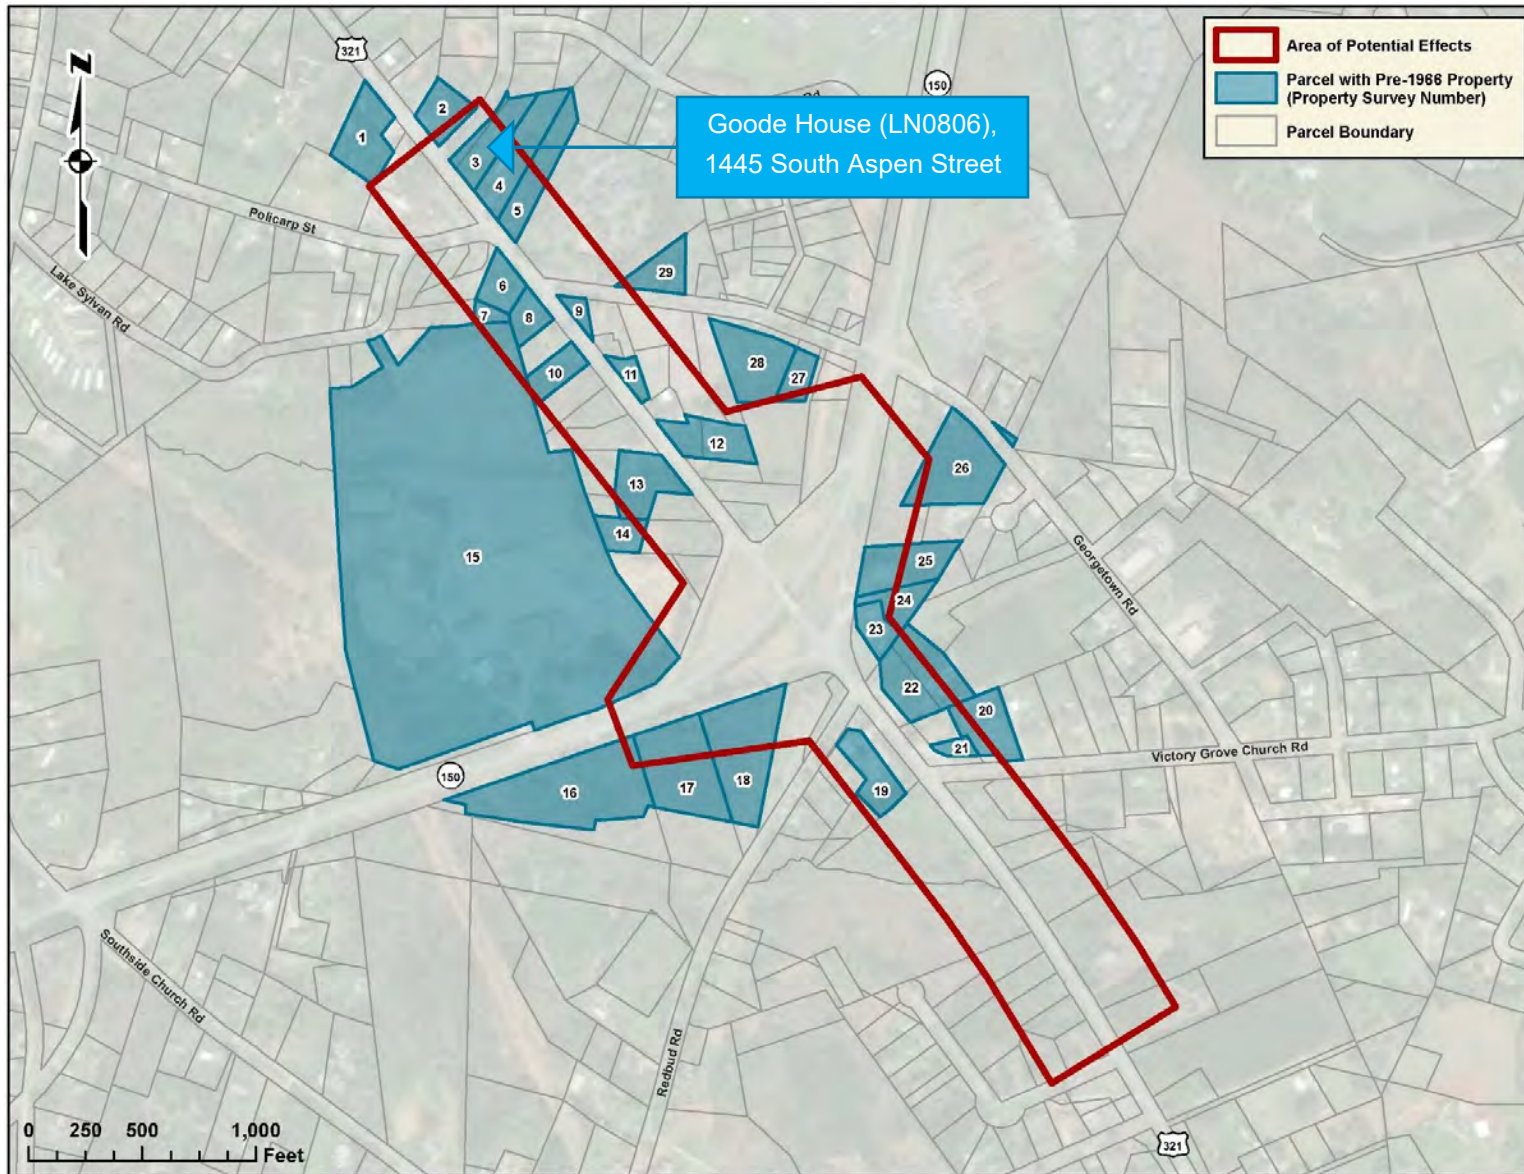 321
150
Area of Potential Effects
Parcel with Pre-1966 Property
(Property Survey Number)
Parcel Boundary
N
Rd
Goode House (LN0806),
1445 South Aspen Street
1
2
3
4
5
Policarp St
Lake Sylvan Rd
29
6
7
8
9
10
11
28
27
12
26
13
14
15
25
24
23
Georgetown Rd
22
20
21
Victory Grove Church Rd
150
16
17
18
19
Southside Church Rd
Redbud Rd
0 250 500 1,000
Feet
321